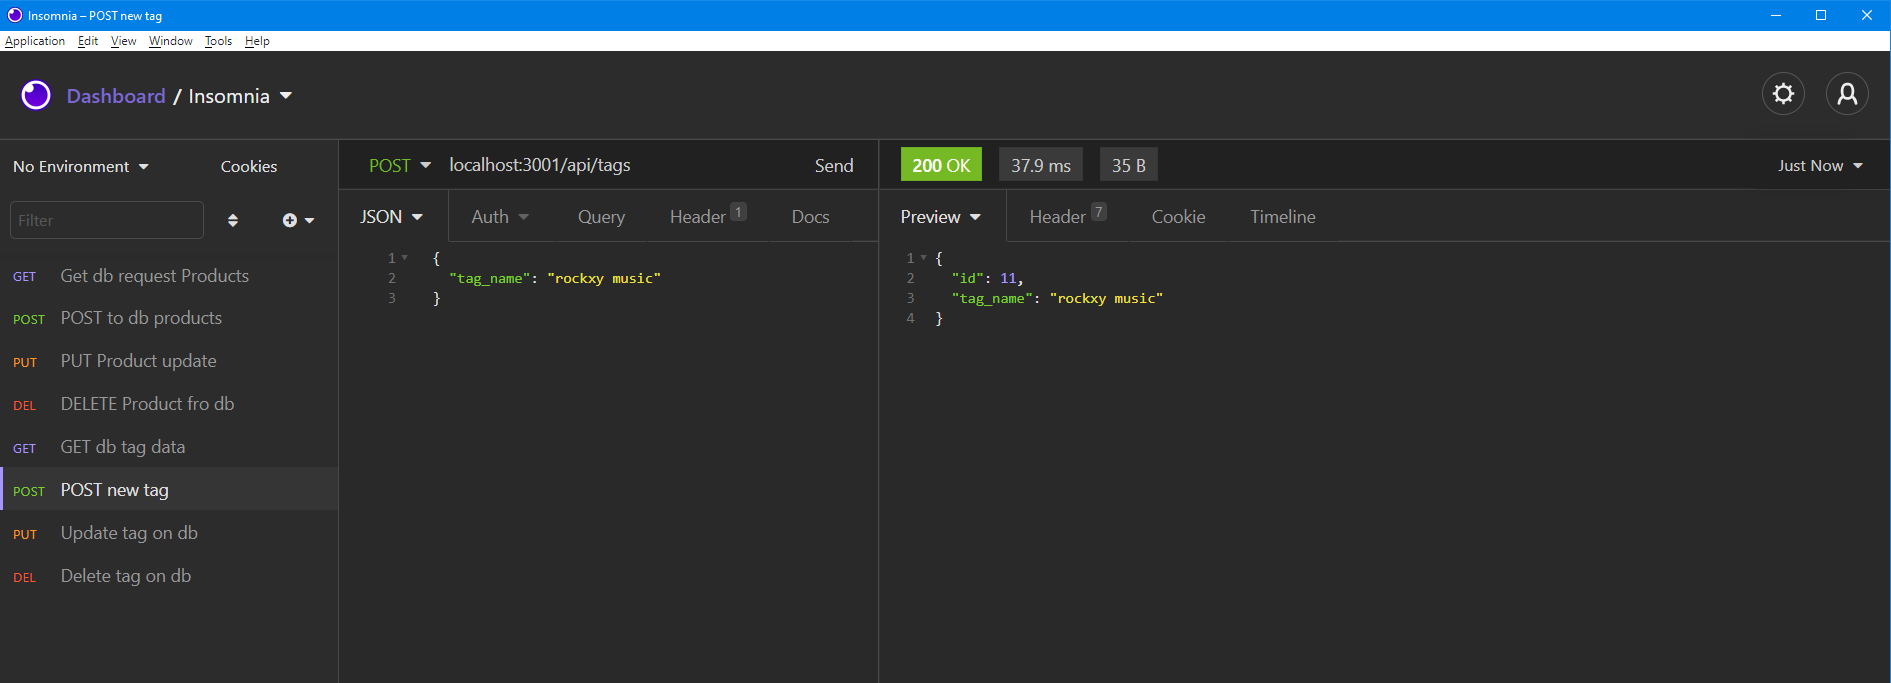 Insomnia – POST new tag
Application Edit View Window Tools Help
Dashboard / Insomnia
No Environment Cookies
Filter
GET Get db request Products
POST POST to db products
PUT PUT Product update
DEL DELETE Product fro db
GET GET db tag data
POST POST new tag
PUT Update tag on db
DEL Delete tag on db
POST localhost:3001/api/tags Send
JSON Auth Query Header 1 Docs
1 {
2 "tag_name": "rockxy music"
3 }
200 OK 37.9 ms 35 B Just Now
Preview Header 7 Cookie Timeline
1 {
2 "id": 11,
3 "tag_name": "rockxy music"
4 }